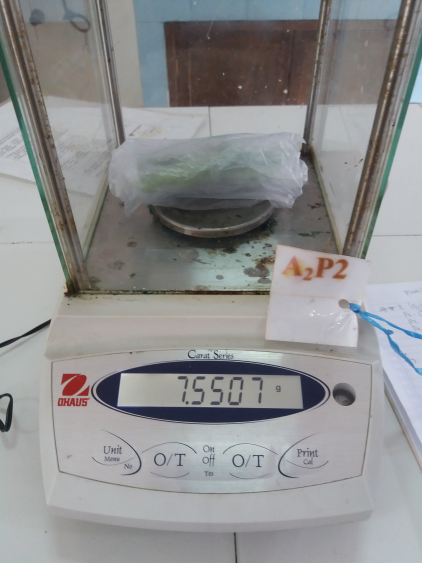 A₂P2
Carat Series
OHAUS
7.5507 g
Unit
Menu
No
O/T
On
Off
Yes
O/T
Print
Cal